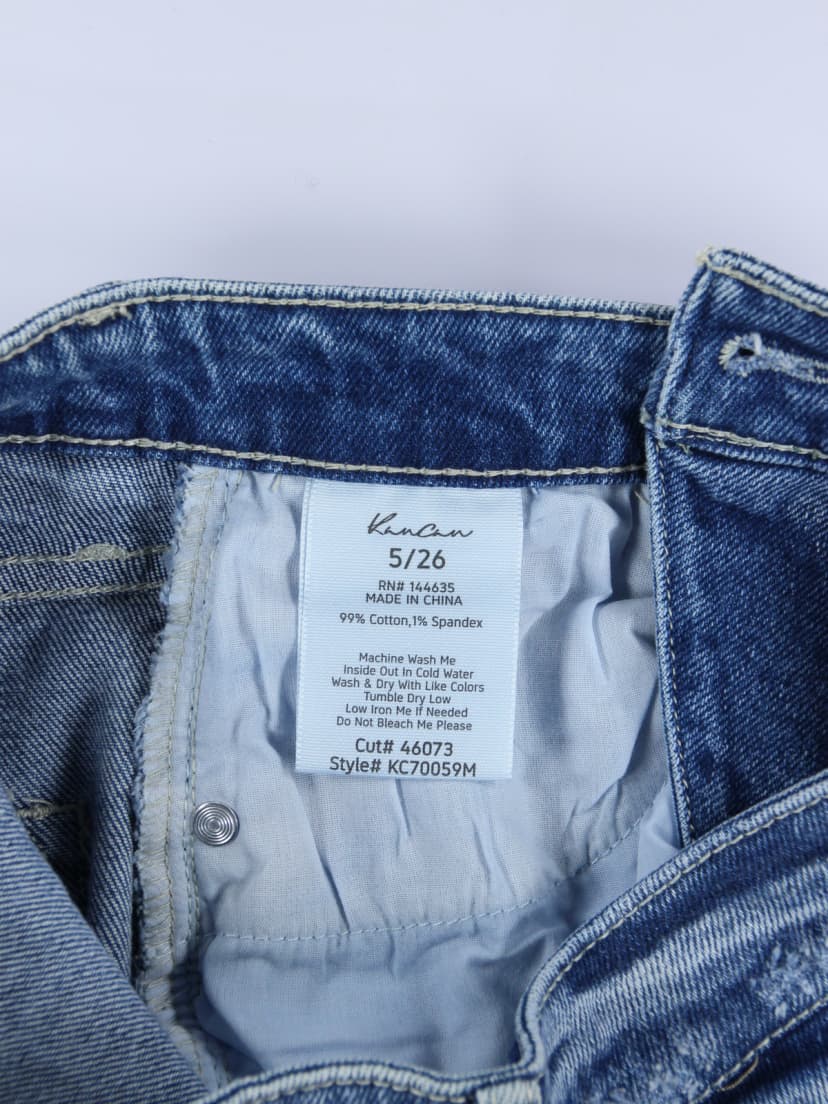 KanCan
5/26
RN# 144635
MADE IN CHINA
99% Cotton,1% Spandex
Machine Wash Me
Inside Out In Cold Water
Wash & Dry With Like Colors
Tumble Dry Low
Low Iron Me If Needed
Do Not Bleach Me Please
Cut# 46073
Style# KC70059M